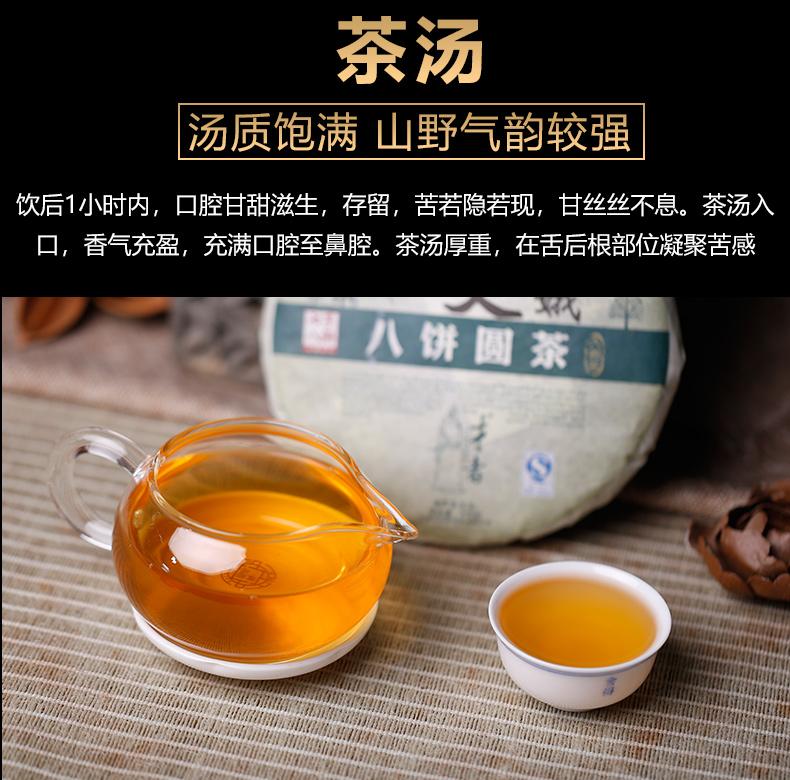 茶汤
汤质饱满 山野气韵较强
饮后1小时内，口腔甘甜滋生，存留，苦若隐若现，甘丝丝不息。茶汤入
口，香气充盈，充满口腔至鼻腔。茶汤厚重，在舌后根部位凝聚苦感
八饼圆茶